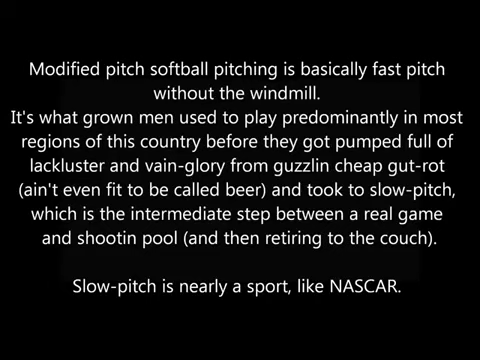 Modified pitch softball pitching is basically fast pitch
without the windmill.
It's what grown men used to play predominantly in most
regions of this country before they got pumped full of
lackluster and vain-glory from guzzlin cheap gut-rot
(ain't even fit to be called beer) and took to slow-pitch,
which is the intermediate step between a real game
and shootin pool (and then retiring to the couch).
Slow-pitch is nearly a sport, like NASCAR.